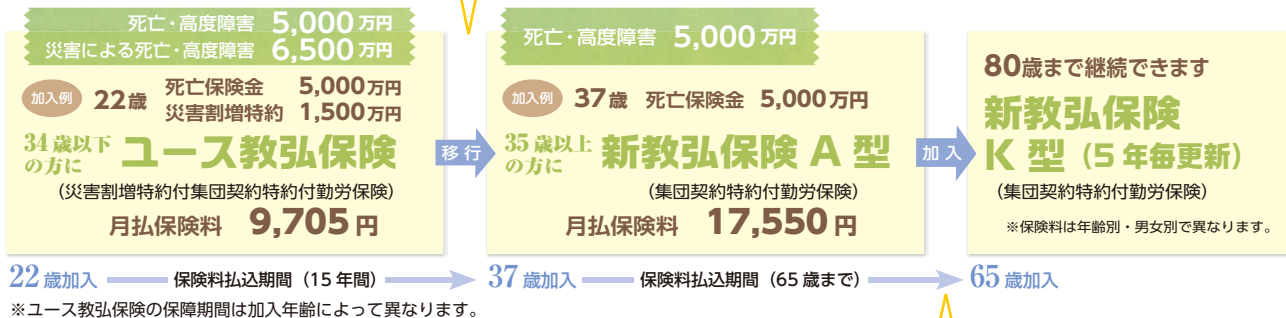 死亡・高度障害 5,000万円
災害による死亡・高度障害 6,500万円
加入例 22歳 死亡保険金 5,000万円
災害割増特約 1,500万円
34歳以下の方に ユース教弘保険
(災害割増特約付集団契約特約付勤労保険)
月払保険料 9,705円
移行
死亡・高度障害 5,000万円
加入例 37歳 死亡保険金 5,000万円
35歳以上の方に 新教弘保険 A 型
(集団契約特約付勤労保険)
月払保険料 17,550円
加入
80歳まで継続できます
新教弘保険
K 型(5年毎更新)
(集団契約特約付勤労保険)
※保険料は年齢別・男女別で異なります。
22歳加入 保険料払込期間(15年間) 37歳加入 保険料払込期間(65歳まで) 65歳加入
※ユース教弘保険の保障期間は加入年齢によって異なります。